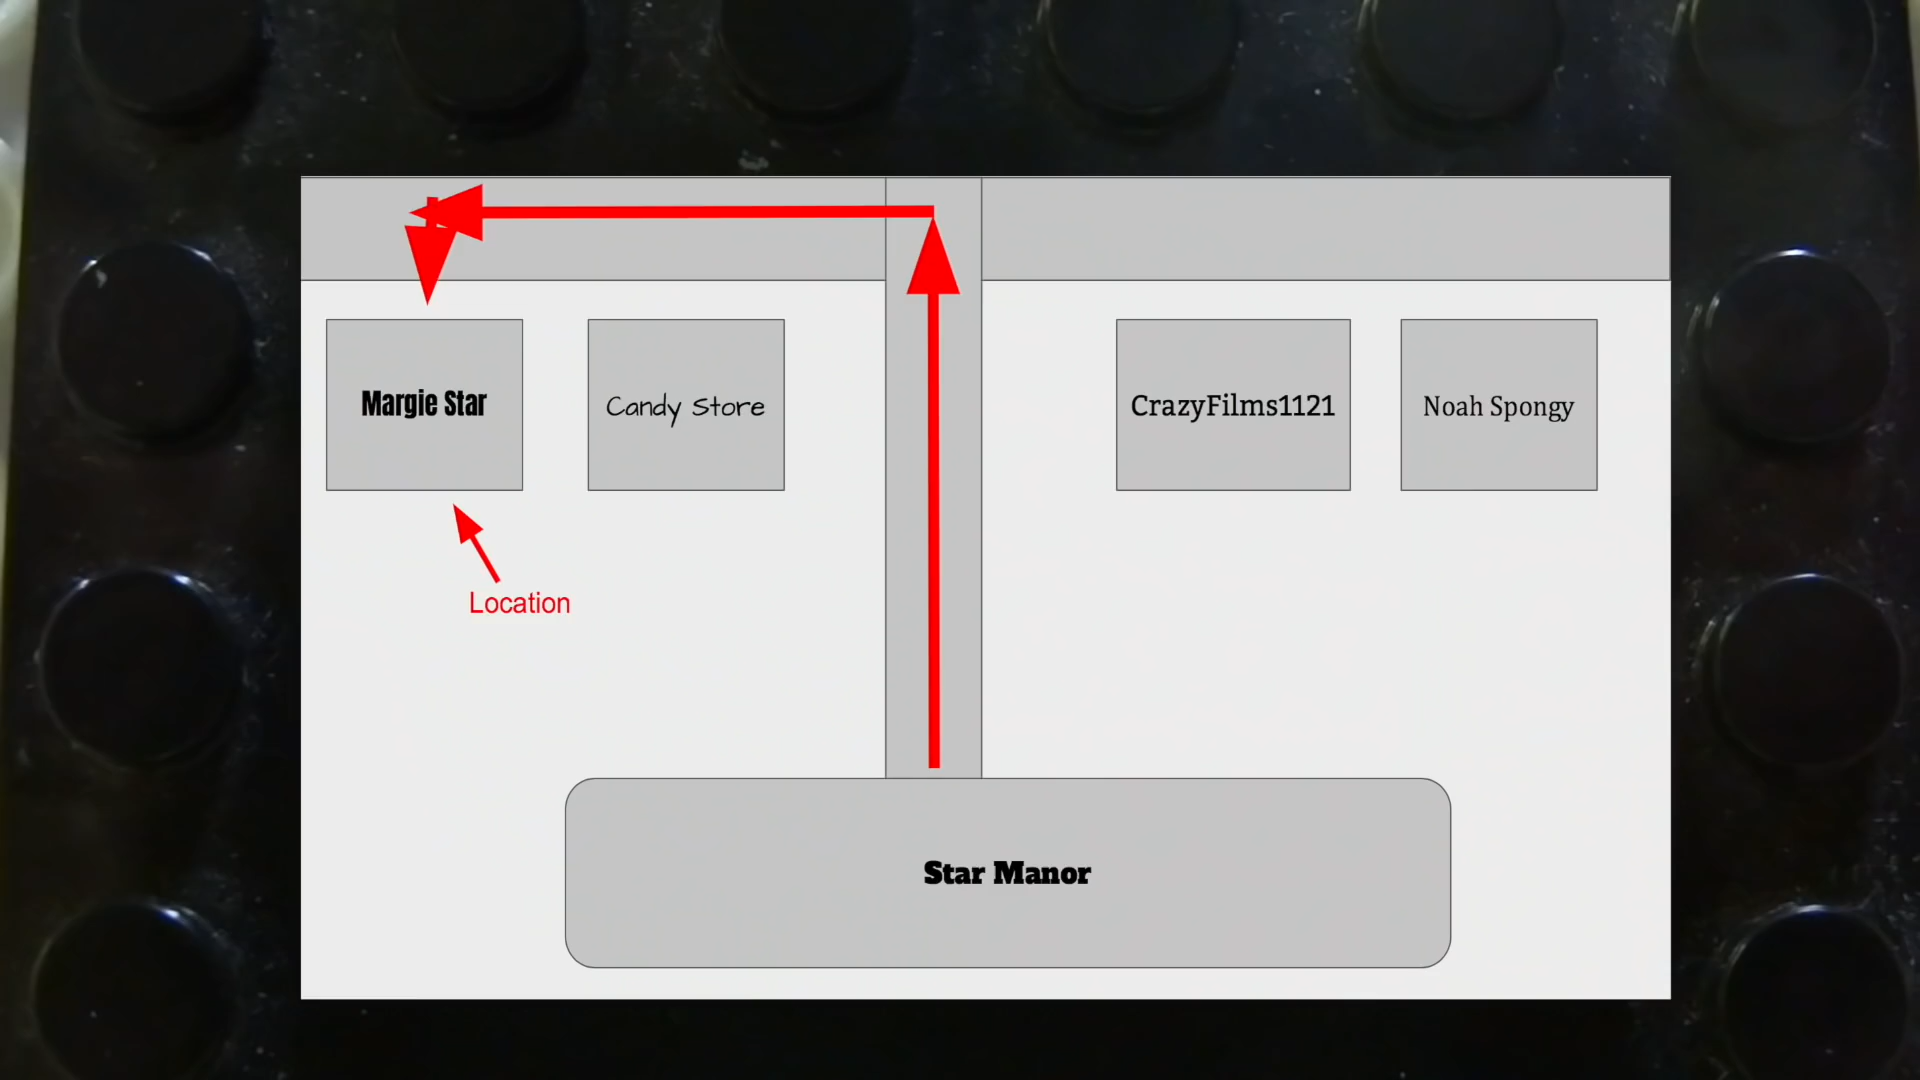 Margie Star
Candy Store
CrazyFilms1121
Noah Spongy
Location
Star Manor